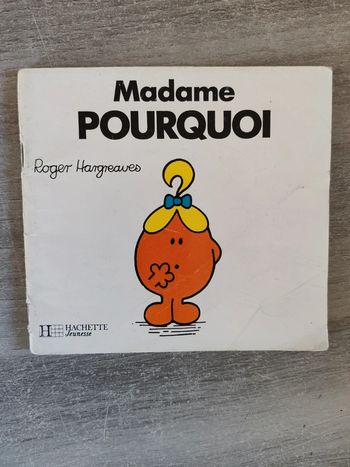 Madame
POURQUOI
Roger Hargreaves
H HACHETTE
Jeunesse